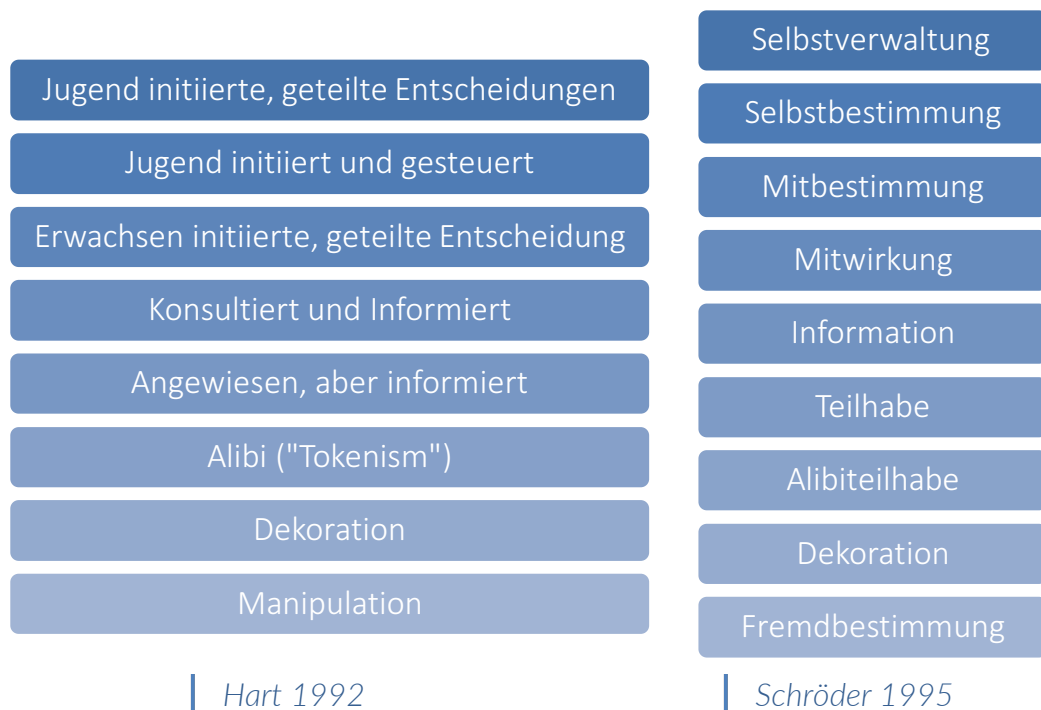 Jugend initiierte, geteilte Entscheidungen
Jugend initiiert und gesteuert
Erwachsen initiierte, geteilte Entscheidung
Konsultiert und Informiert
Angewiesen, aber informiert
Alibi ("Tokenism")
Dekoration
Manipulation
Hart 1992
Selbstverwaltung
Selbstbestimmung
Mitbestimmung
Mitwirkung
Information
Teilhabe
Alibiteilhabe
Dekoration
Fremdbestimmung
Schröder 1995